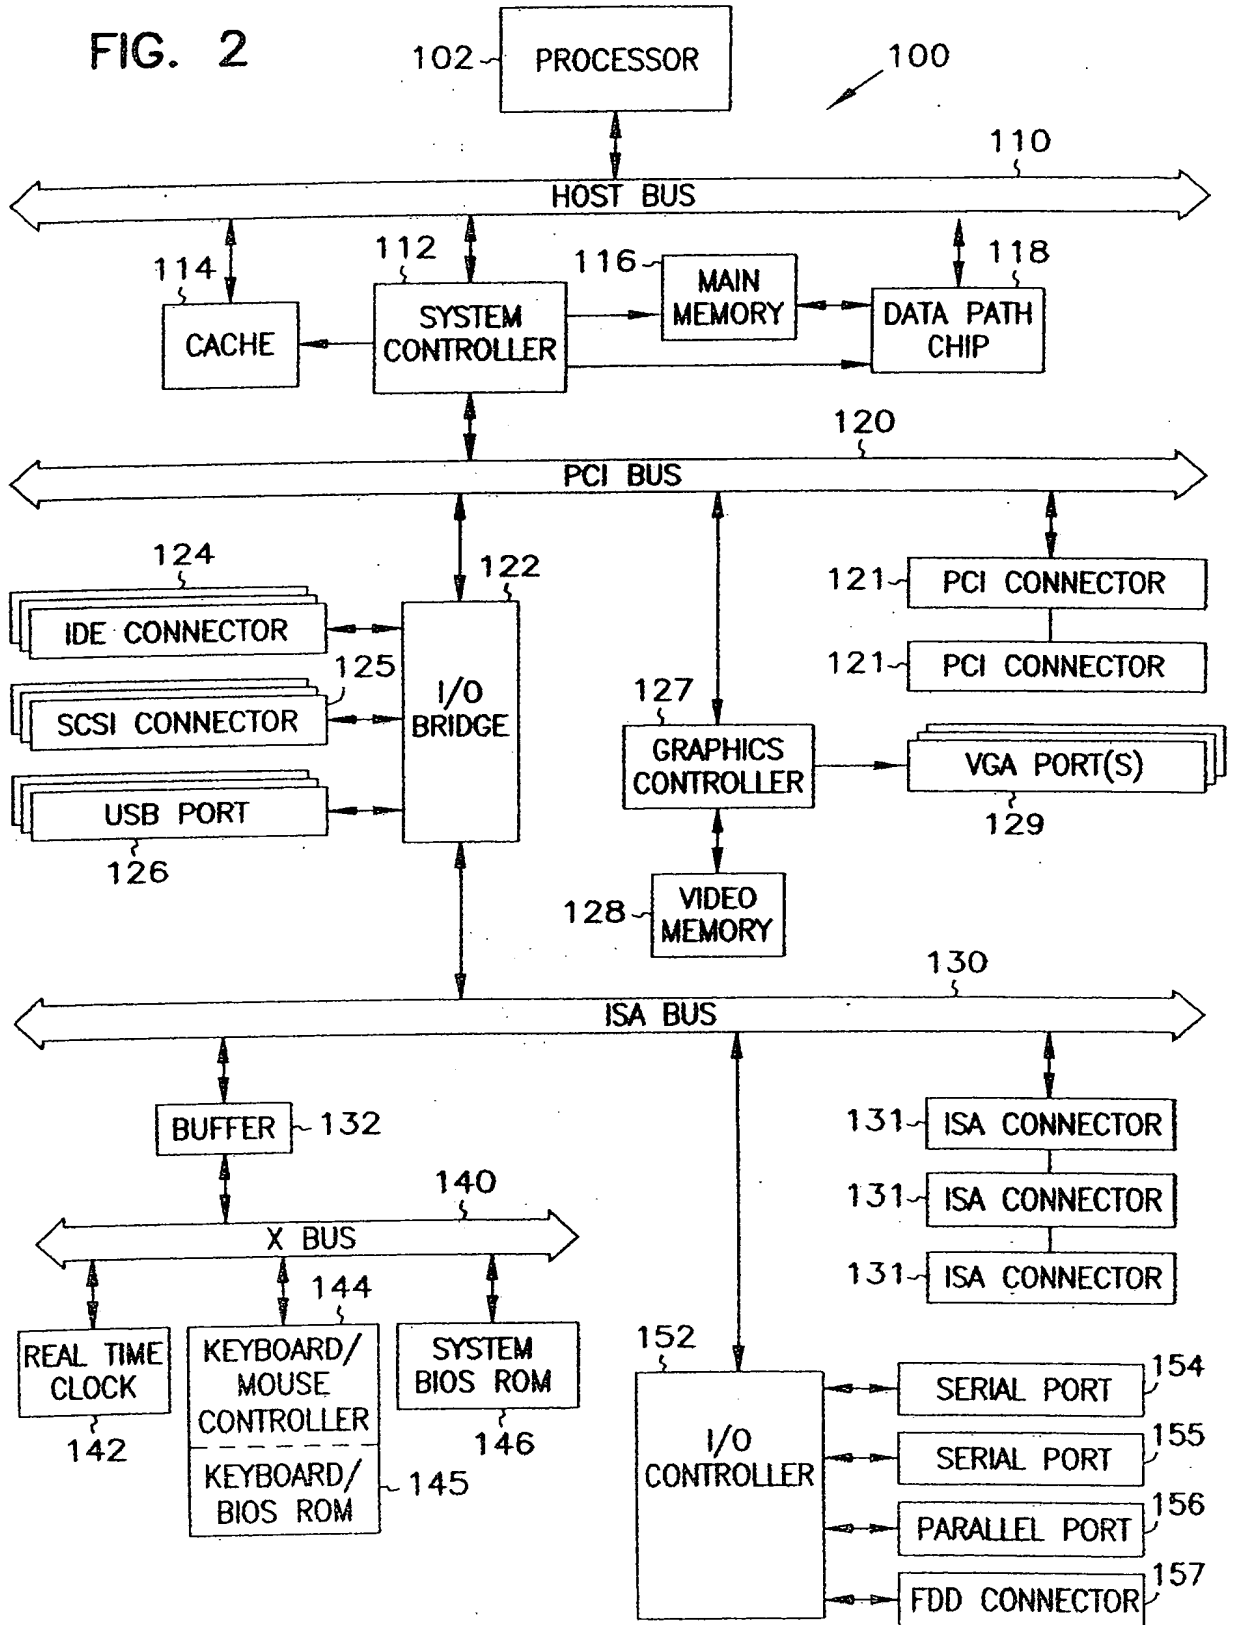 FIG. 2
102
PROCESSOR
100
110
HOST BUS
114
112
116
118
CACHE
SYSTEM
CONTROLLER
MAIN
MEMORY
DATA PATH
CHIP
120
PCI BUS
124
122
IDE CONNECTOR
125
SCSI CONNECTOR
USB PORT
126
I/O
BRIDGE
127
GRAPHICS
CONTROLLER
128
VIDEO
MEMORY
121
PCI CONNECTOR
121
PCI CONNECTOR
VGA PORT(S)
129
130
ISA BUS
BUFFER
132
131
ISA CONNECTOR
131
ISA CONNECTOR
131
ISA CONNECTOR
140
X BUS
REAL TIME
CLOCK
142
144
KEYBOARD/
MOUSE
CONTROLLER
KEYBOARD/
BIOS ROM
145
SYSTEM
BIOS ROM
146
152
I/O
CONTROLLER
SERIAL PORT
154
SERIAL PORT
155
PARALLEL PORT
156
FDD CONNECTOR
157